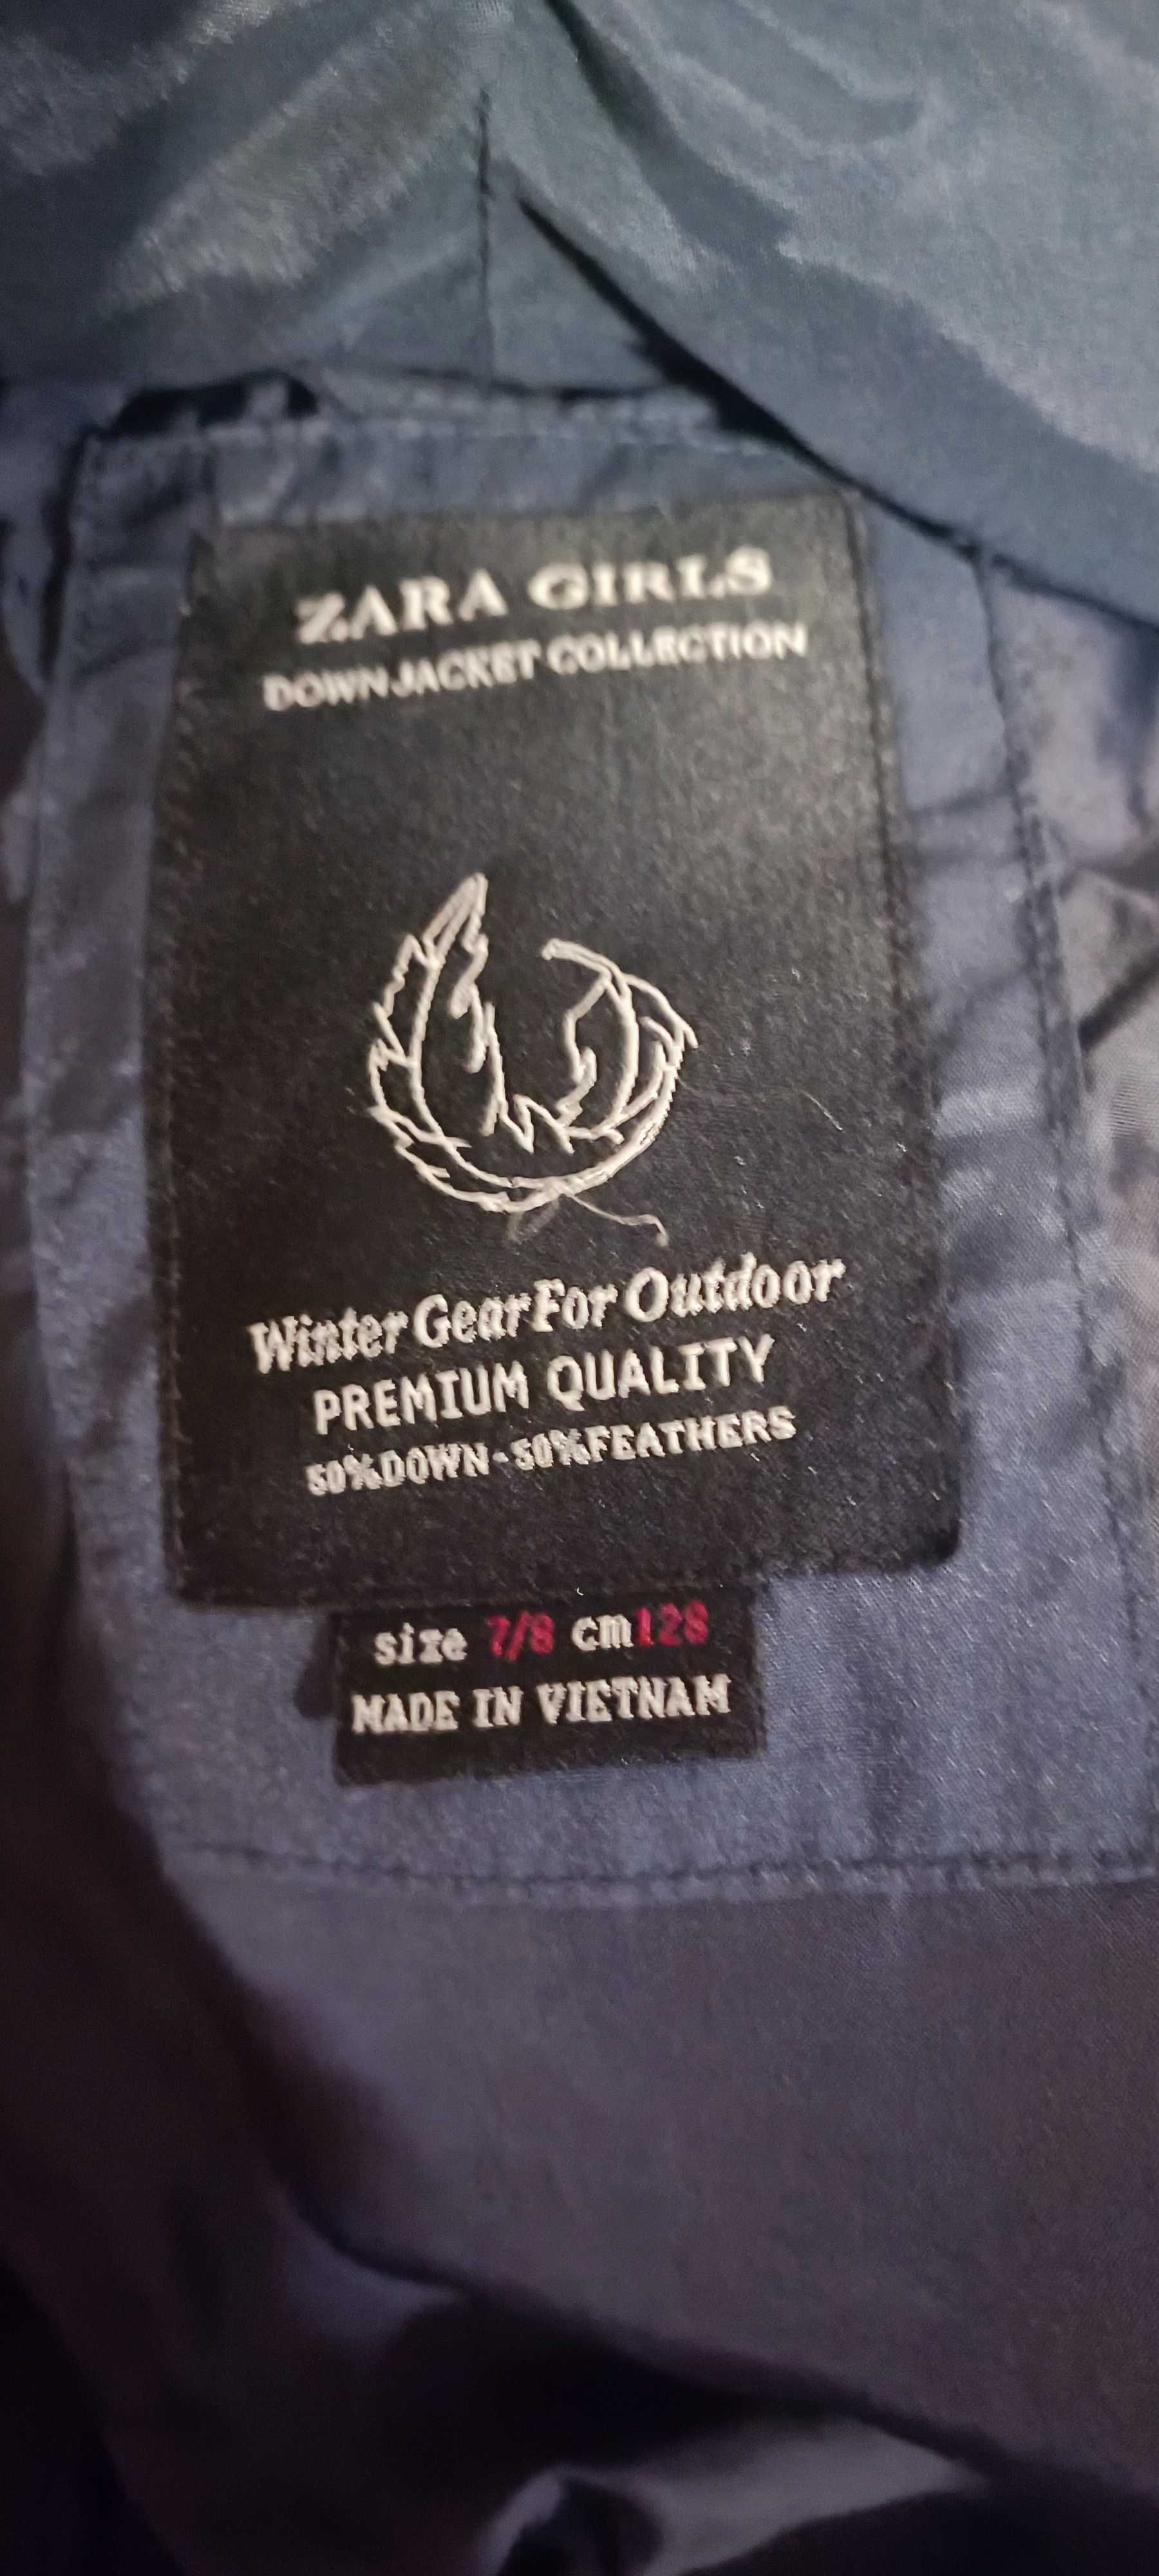 ZARA GIRLS
DOWN JACKET COLLECTION
Winter Gear For Outdoor
PREMIUM QUALITY
50%DOWN-50%FEATHERS
size 7/8 cm128
MADE IN VIETNAM